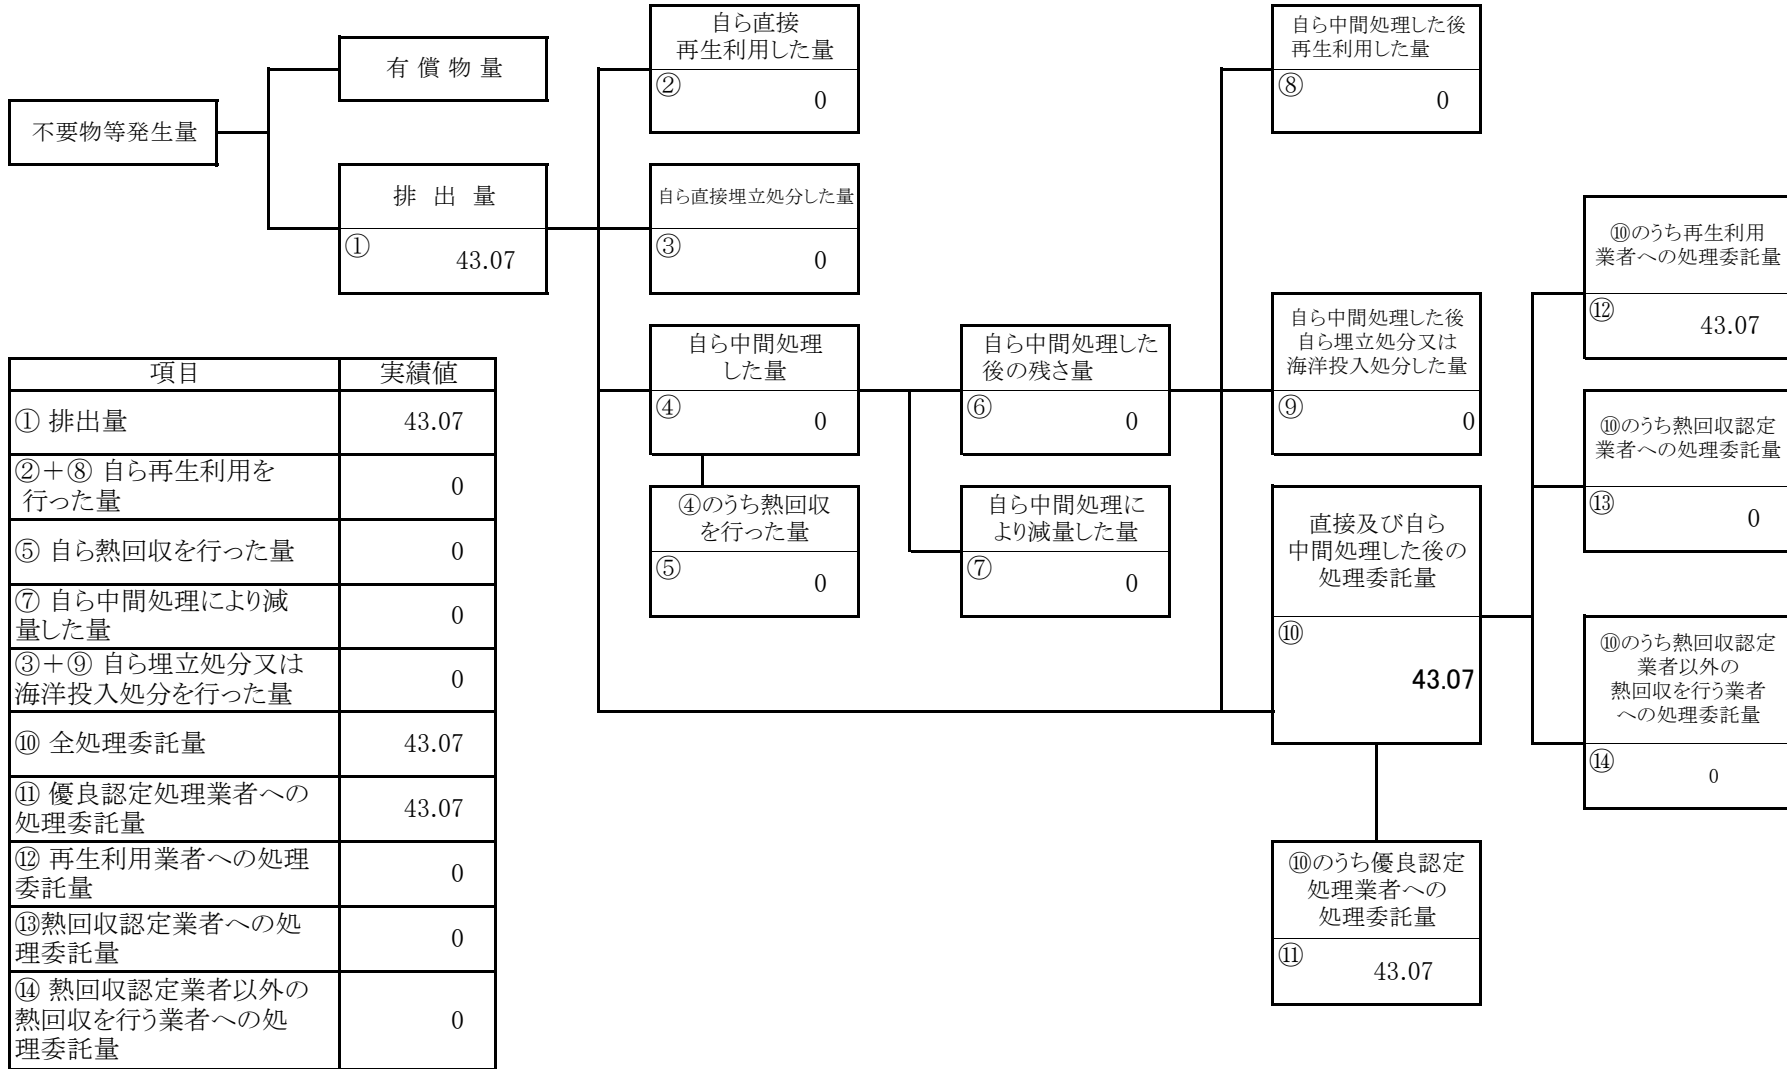 不要物等発生量
有償物量
排出量
①
43.07
自ら直接
再生利用した量
②
0
自ら直接埋立処分した量
③
0
自ら中間処理
した量
④
0
④のうち熱回収
を行った量
⑤
0
自ら中間処理した
後の残さ量
⑥
0
自ら中間処理に
より減量した量
⑦
0
自ら中間処理した後
再生利用した量
⑧
0
自ら中間処理した後
自ら埋立処分又は
海洋投入処分した量
⑨
0
直接及び自ら
中間処理した後の
処理委託量
⑩
43.07
⑩のうち優良認定
処理業者への
処理委託量
⑪
43.07
⑩のうち再生利用
業者への処理委託量
⑫
43.07
⑩のうち熱回収認定
業者への処理委託量
⑬
0
⑩のうち熱回収認定
業者以外の
熱回収を行う業者
への処理委託量
⑭
0
項目 実績値
① 排出量 43.07
②+⑧ 自ら再生利用を
行った量 0
⑤ 自ら熱回収を行った量 0
⑦ 自ら中間処理により減
量した量 0
③+⑨ 自ら埋立処分又は
海洋投入処分を行った量 0
⑩ 全処理委託量 43.07
⑪ 優良認定処理業者への
処理委託量 43.07
⑫ 再生利用業者への処理
委託量 0
⑬熱回収認定業者への処
理委託量 0
⑭ 熱回収認定業者以外の
熱回収を行う業者への処
理委託量 0